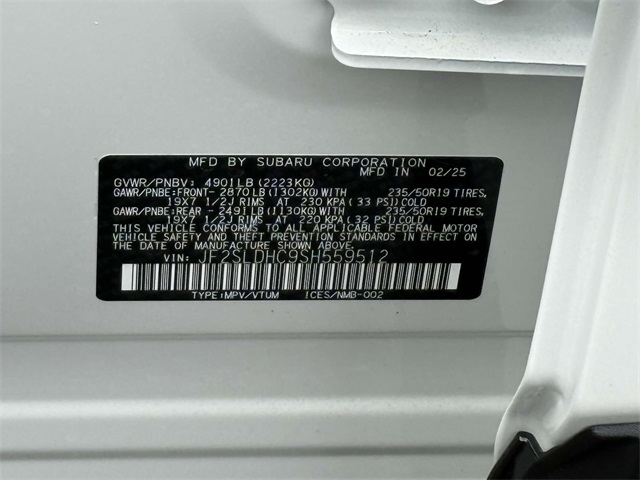 MFD BY SUBARU CORPORATION
MFD IN 02/25
GVWR/PNBV: 4901LB(2223KG)
GAWR/PNBE:FRONT- 2870LB(1302KG)WITH 235/50R19 TIRES,
19X7 1/2J RIMS AT 230 KPA(33 PSI)COLD
GAWR/PNBE:REAR - 2491LB(1130KG)WITH 235/50R19 TIRES,
19X7 1/2J RIMS AT 220 KPA(32 PSI)COLD
THIS VEHICLE CONFORMS TO ALL APPLICABLE FEDERAL MOTOR
VEHICLE SAFETY AND THEFT PREVENTION STANDARDS IN EFFECT
ON THE DATE OF MANUFACTURE SHOWN ABOVE.
VIN: JF2SLDHC9SH559512
TYPE:MPV/VTUM ICES/NMB-002